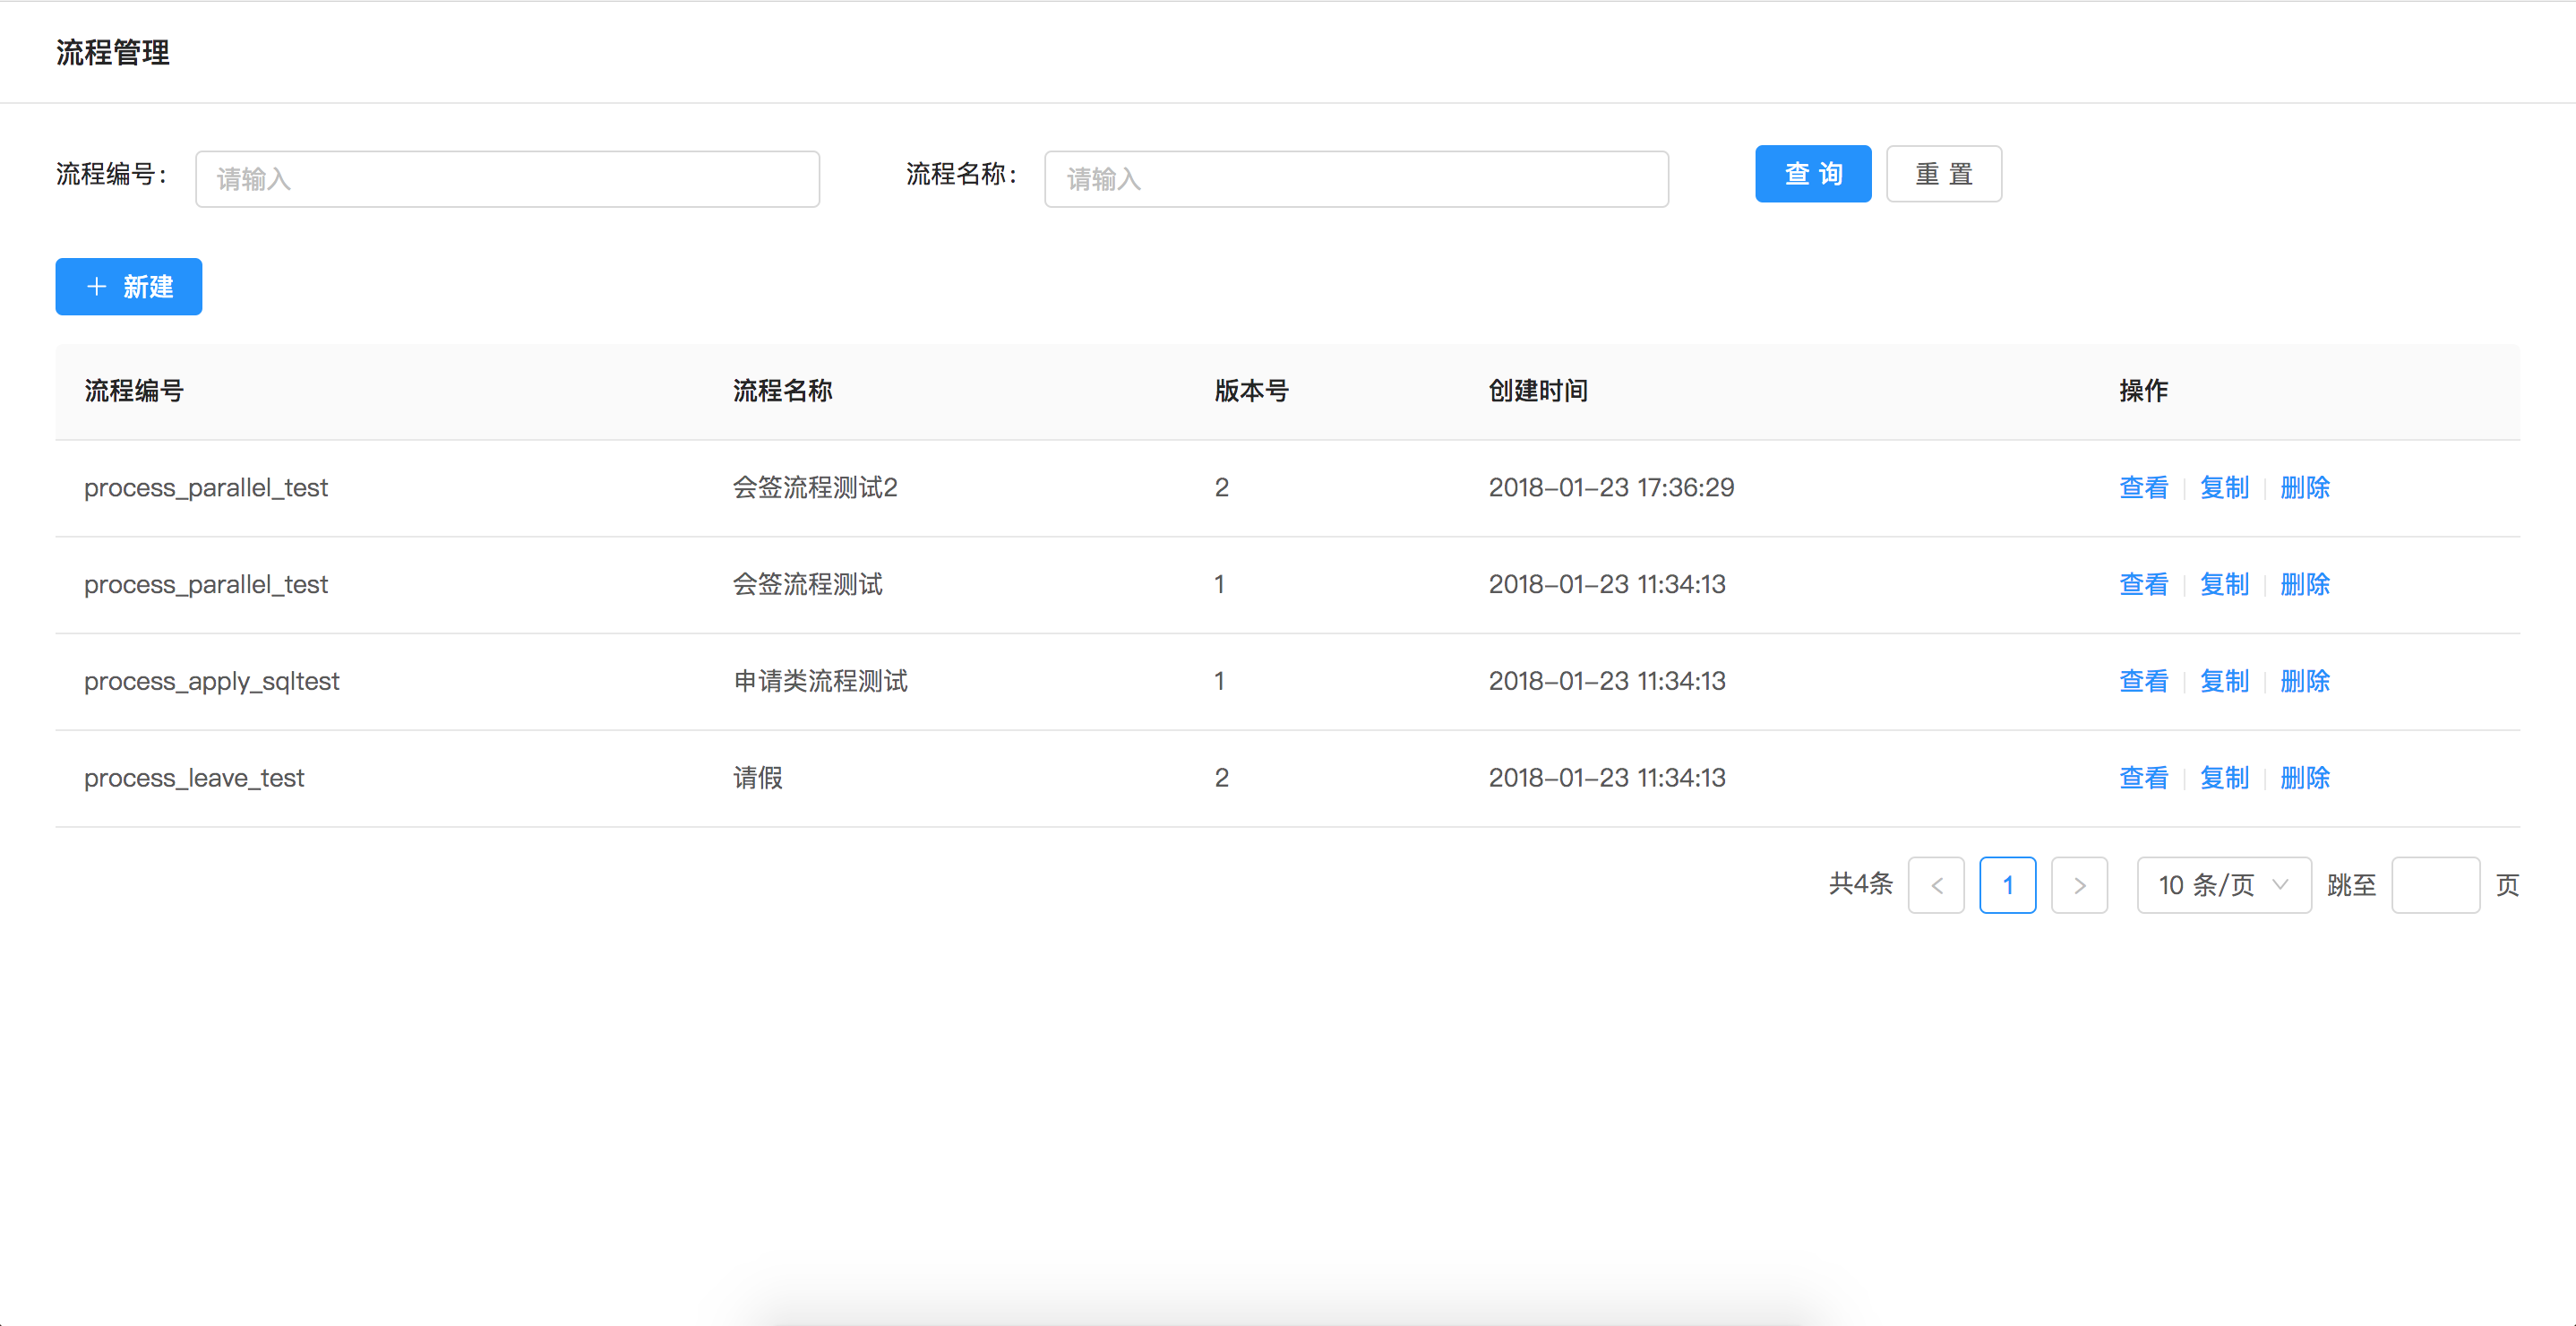 流程管理
流程编号： 请输入 流程名称： 请输入 查 询 重 置
+ 新建
流程编号 流程名称 版本号 创建时间 操作
process_parallel_test 会签流程测试2 2 2018-01-23 17:36:29 查看 复制 删除
process_parallel_test 会签流程测试 1 2018-01-23 11:34:13 查看 复制 删除
process_apply_sqltest 申请类流程测试 1 2018-01-23 11:34:13 查看 复制 删除
process_leave_test 请假 2 2018-01-23 11:34:13 查看 复制 删除
共4条 < 1 > 10 条/页 跳至 页